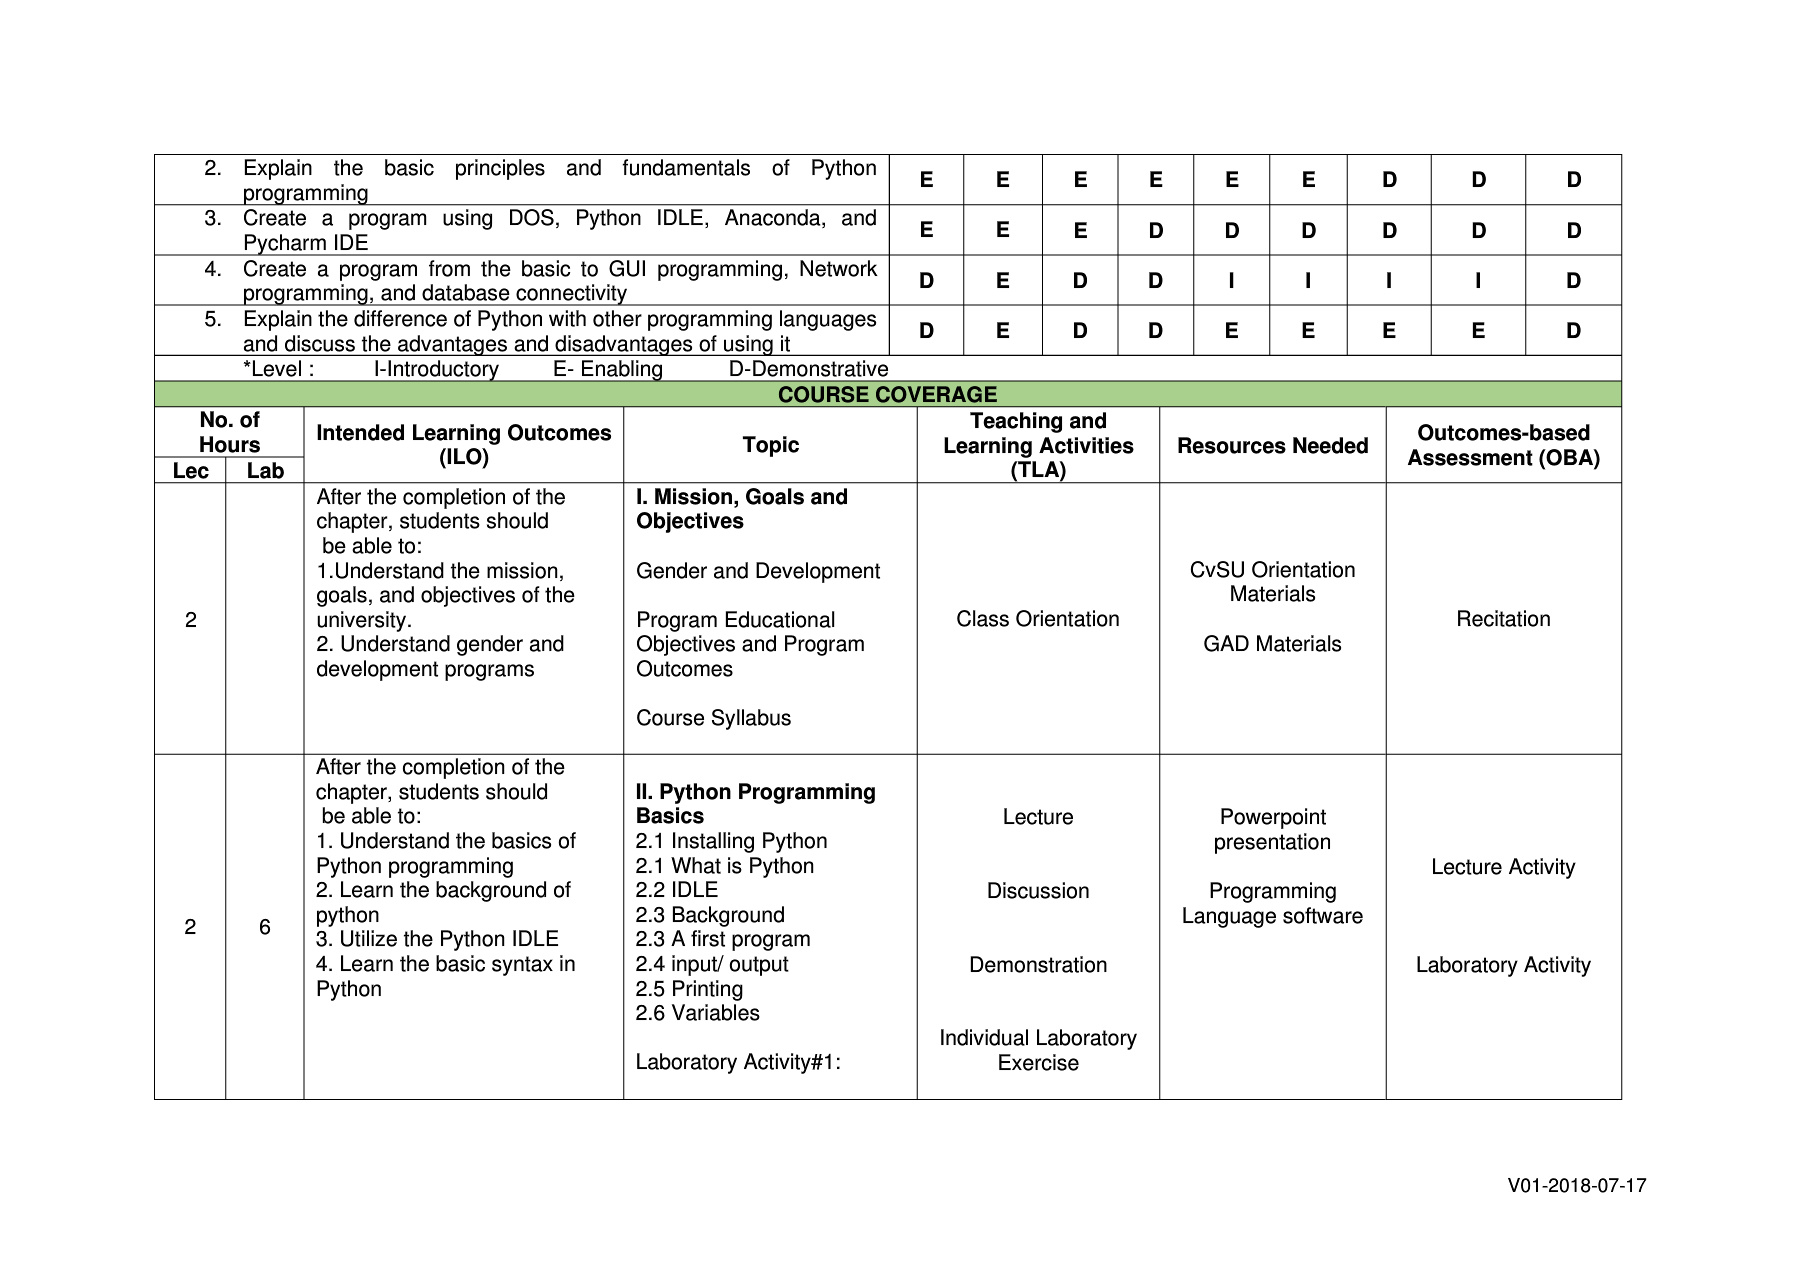 2. Explain the basic principles and fundamentals of Python
programming
E E E E E E D D D
3. Create a program using DOS, Python IDLE, Anaconda, and
Pycharm IDE
E E E D D D D D D
4. Create a program from the basic to GUI programming, Network
programming, and database connectivity
D E D D I I I I D
5. Explain the difference of Python with other programming languages
and discuss the advantages and disadvantages of using it
D E D D E E E E D
*Level : I-Introductory E- Enabling D-Demonstrative
COURSE COVERAGE
No. of
Hours
Lec Lab
Intended Learning Outcomes
(ILO)
Topic
Teaching and
Learning Activities
(TLA)
Resources Needed
Outcomes-based
Assessment (OBA)
2
After the completion of the
chapter, students should
be able to:
1.Understand the mission,
goals, and objectives of the
university.
2. Understand gender and
development programs
I. Mission, Goals and
Objectives
Gender and Development
Program Educational
Objectives and Program
Outcomes
Course Syllabus
Class Orientation
CvSU Orientation
Materials
GAD Materials
Recitation
2
6
After the completion of the
chapter, students should
be able to:
1. Understand the basics of
Python programming
2. Learn the background of
python
3. Utilize the Python IDLE
4. Learn the basic syntax in
Python
II. Python Programming
Basics
2.1 Installing Python
2.1 What is Python
2.2 IDLE
2.3 Background
2.3 A first program
2.4 input/ output
2.5 Printing
2.6 Variables
Laboratory Activity#1:
Lecture
Discussion
Demonstration
Individual Laboratory
Exercise
Powerpoint
presentation
Programming
Language software
Lecture Activity
Laboratory Activity
V01-2018-07-17